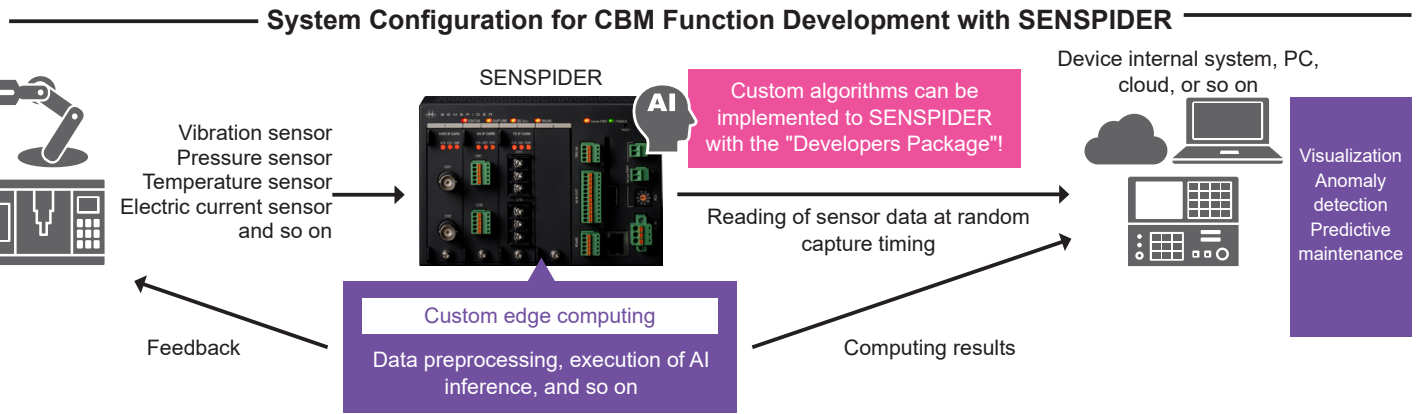 System Configuration for CBM Function Development with SENSPIDER
SENSPIDER
AI
Custom algorithms can be
implemented to SENSPIDER
with the "Developers Package"!
Device internal system, PC,
cloud, or so on
Vibration sensor
Pressure sensor
Temperature sensor
Electric current sensor
and so on
SENSPIDER
Reading of sensor data at random
capture timing
Visualization
Anomaly
detection
Predictive
maintenance
Feedback
Custom edge computing
Data preprocessing, execution of AI
inference, and so on
Computing results